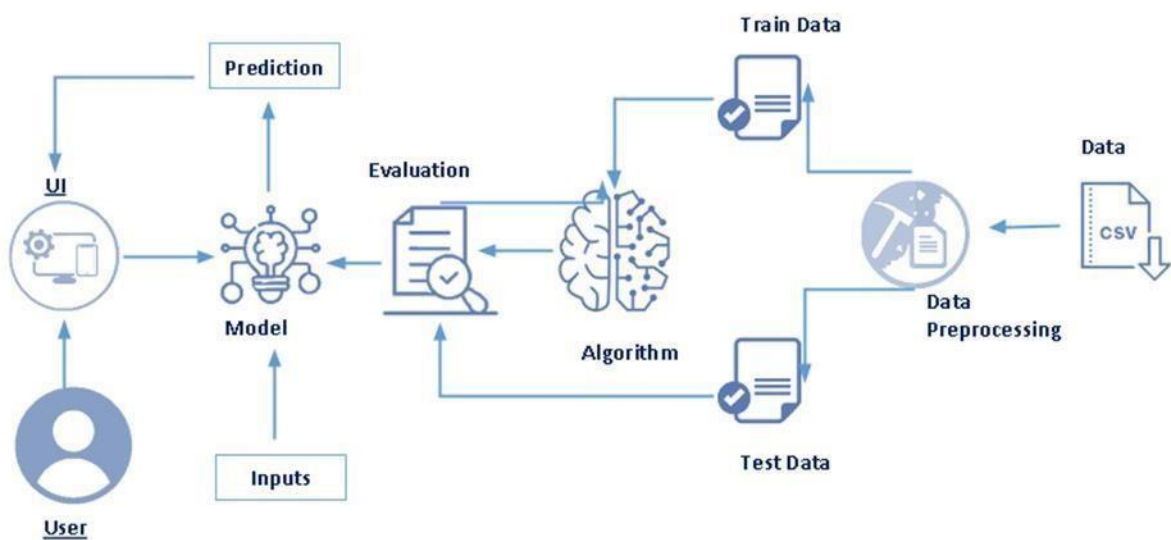 Train Data
Prediction
Data
Evaluation
UI
CSV
Model
Data
Preprocessing
Algorithm
Inputs
Test Data
User